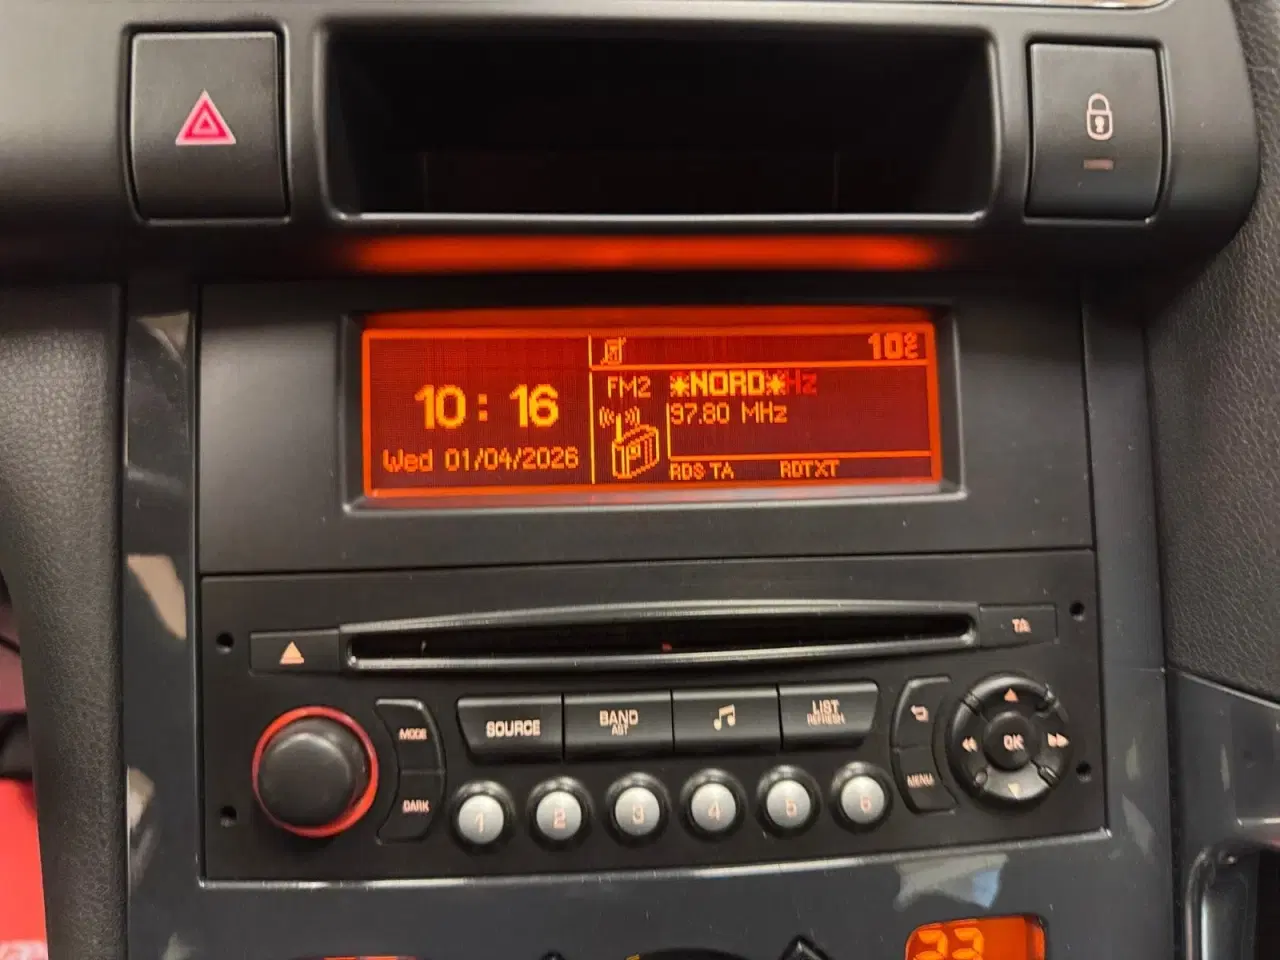 10°C
10:16
FM2 *NORD*
97.80 MHz
Wed 01/04/2026
RDS TA RDTXT
TA
SOURCE
BAND
AST
LIST
REFRESH
MODE
OK
DARK
MENU
1 2 3 4 5 6